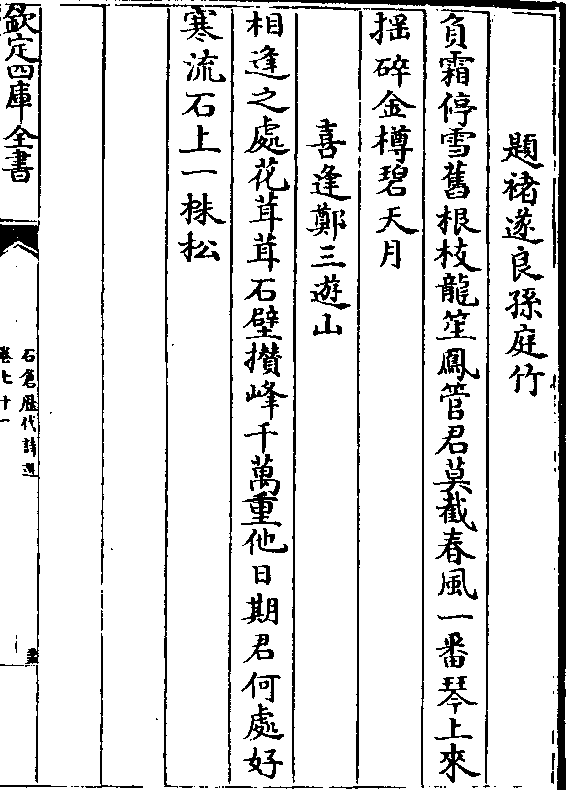 題褚遂良孫庭竹
負霜停雪舊根枝龍笙鳳管君莫截春風一番琴上來
搖碎金樽碧天月
喜逢鄭三遊山
相逢之處花茸茸石壁攢峰千萬重他日期君何處好
寒流石上一株松
欽定四庫全書
石倉歴代詩選
卷七十一